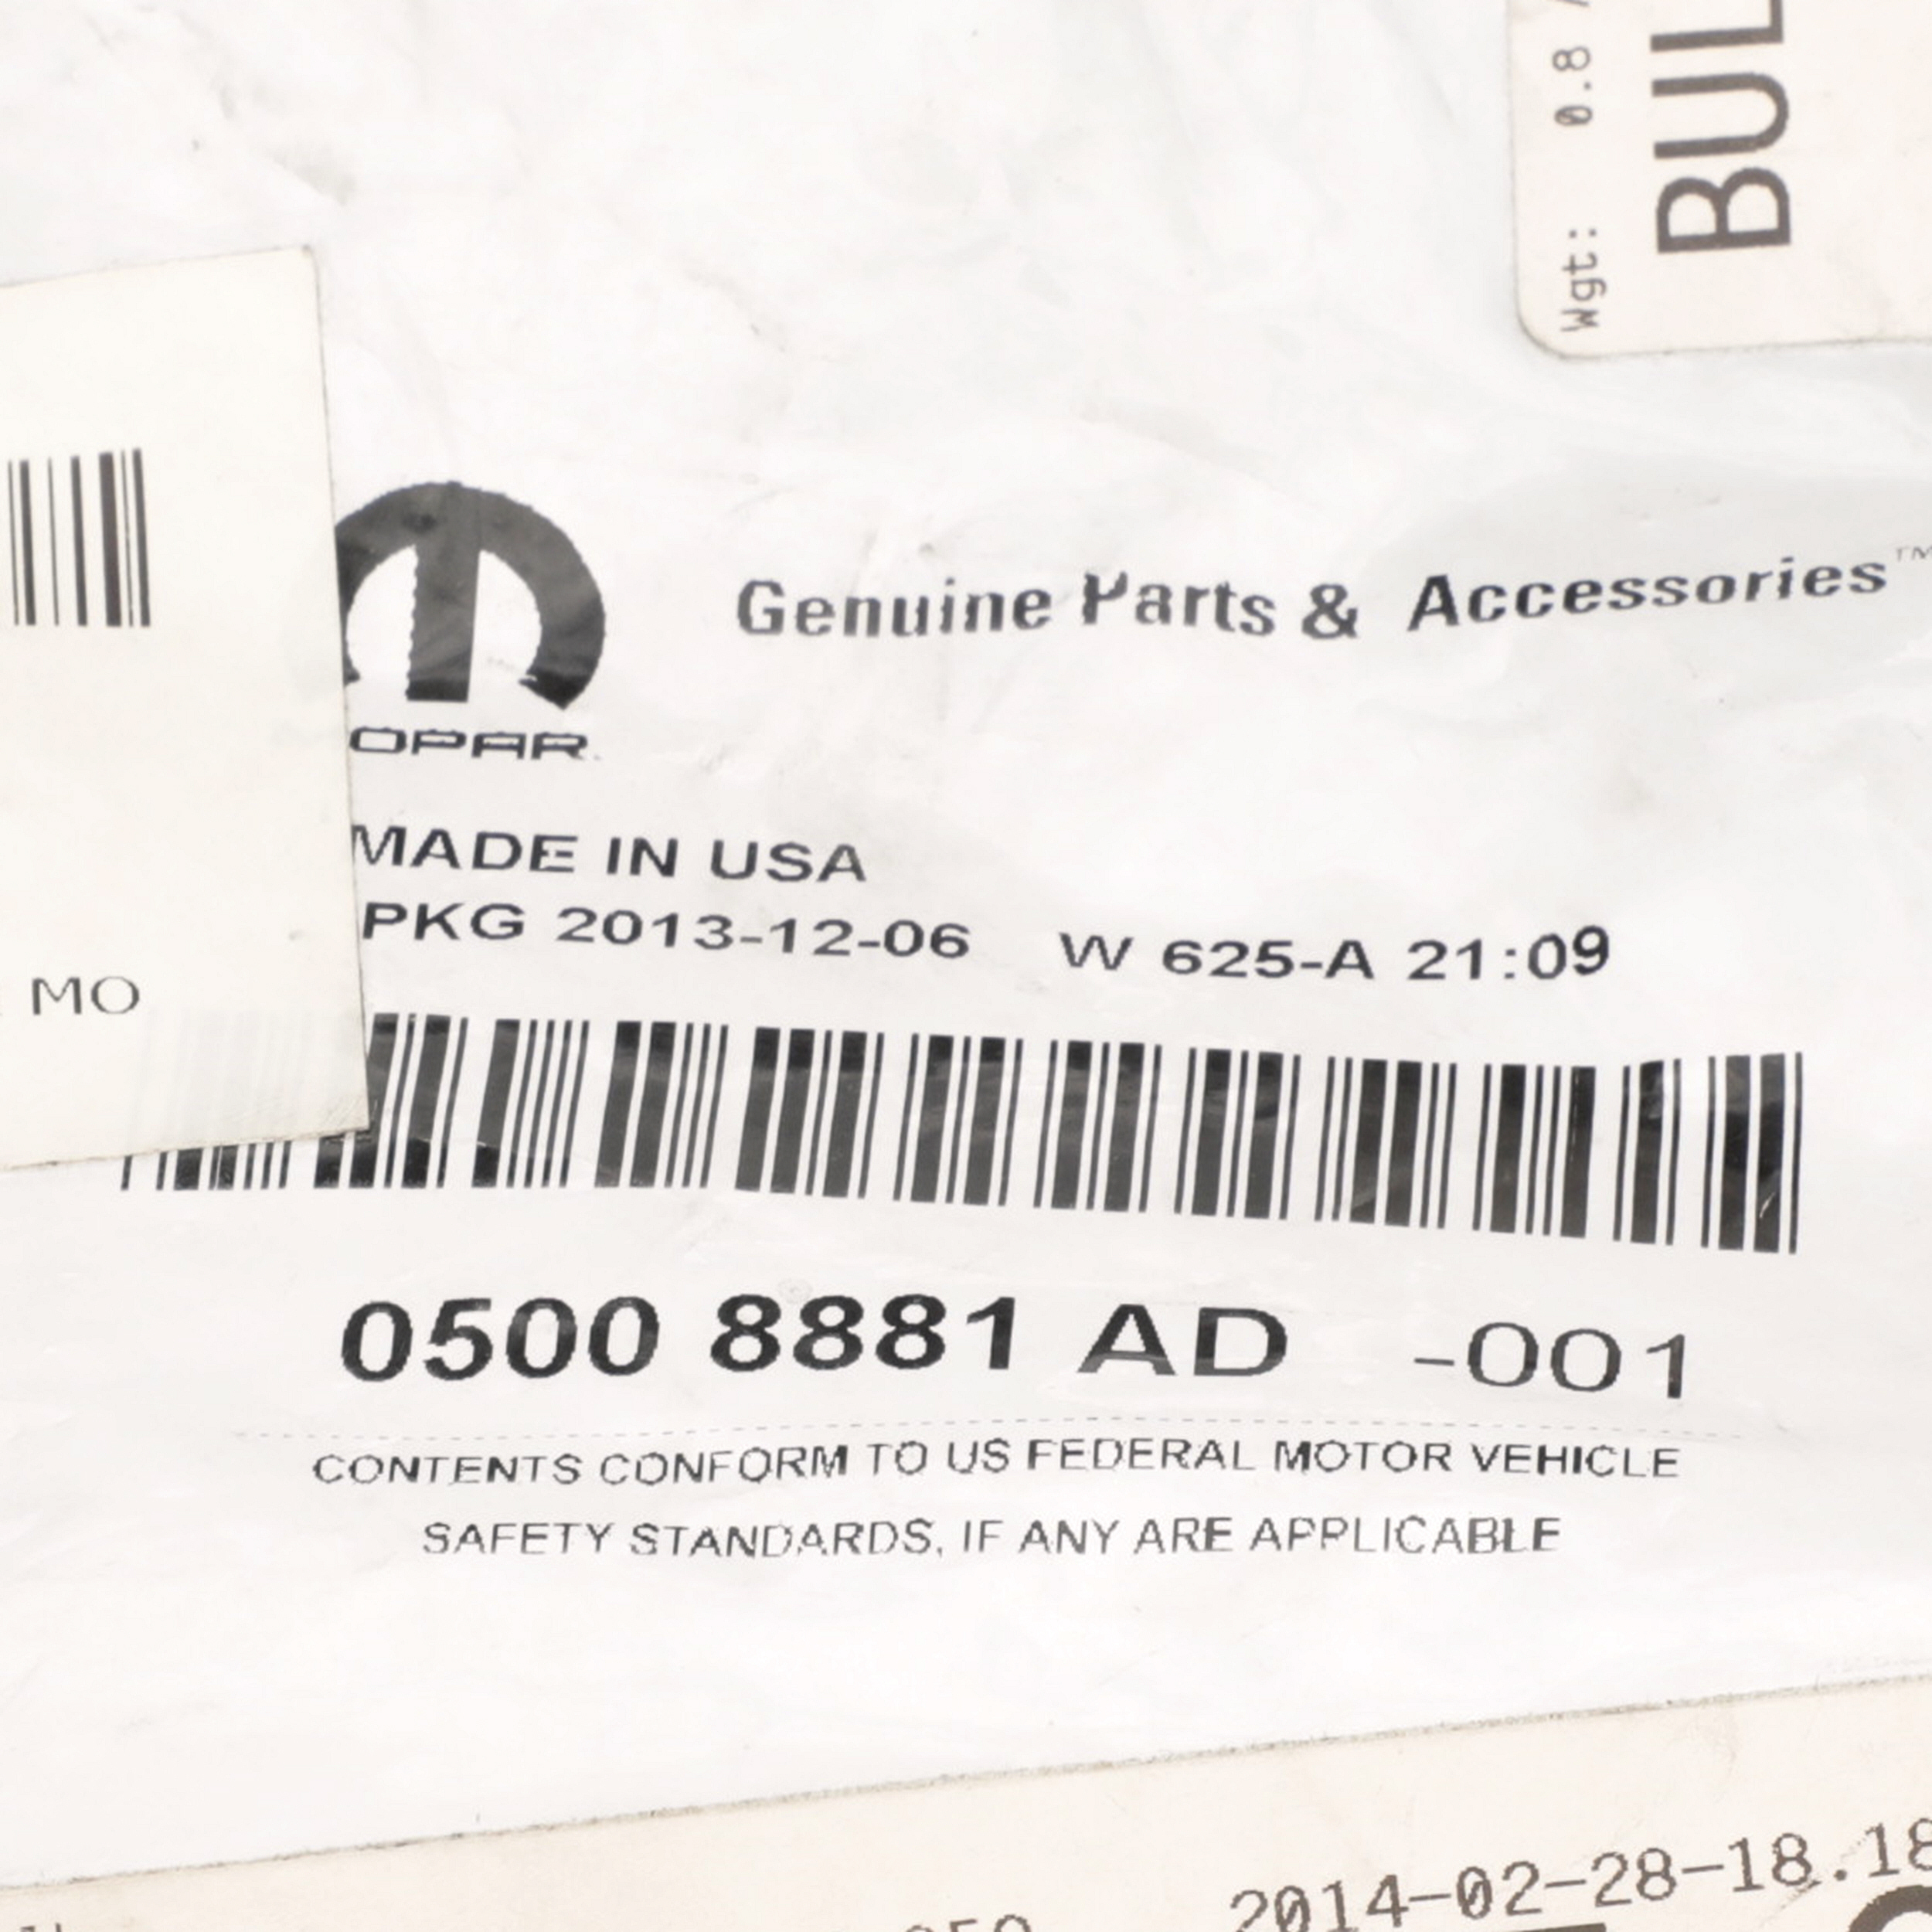 Wgt: 0.8
BUL
Genuine Parts & Accessories™
OPAR
MADE IN USA
PKG 2013-12-06 W 625-A 21:09
MO
0500 8881 AD -001
CONTENTS CONFORM TO US FEDERAL MOTOR VEHICLE
SAFETY STANDARDS, IF ANY ARE APPLICABLE
2014-02-28-18.18